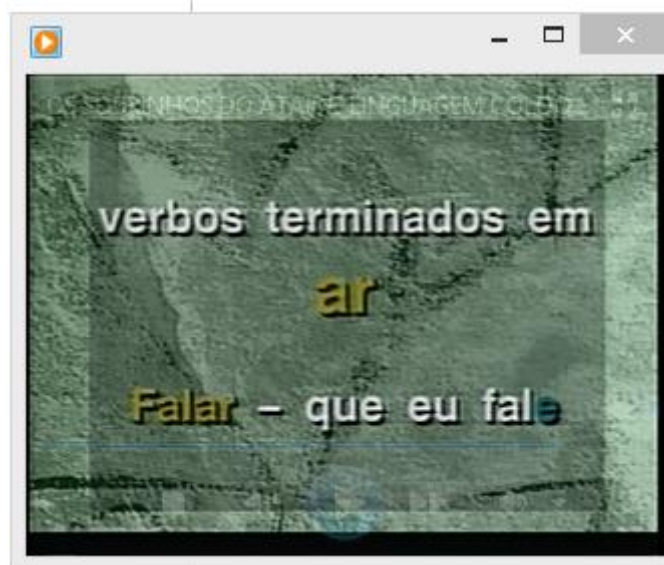 verbos terminados em
ar
Falar – que eu fale